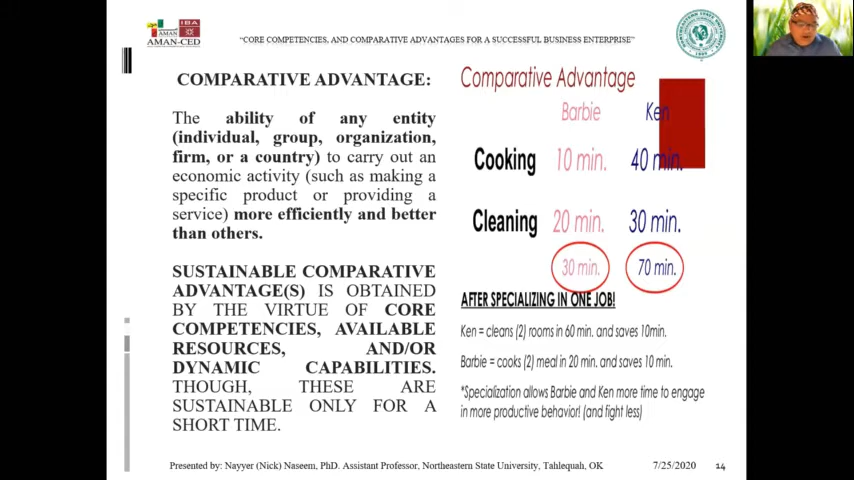 AMAN
IBA
AMAN-CED
"CORE COMPETENCIES, AND COMPARATIVE ADVANTAGES FOR A SUCCESSFUL BUSINESS ENTERPRISE"
COMPARATIVE ADVANTAGE:
The ability of any entity
(individual, group, organization,
firm, or a country) to carry out an
economic activity (such as making a
specific product or providing a
service) more efficiently and better
than others.
SUSTAINABLE COMPARATIVE
ADVANTAGE(S) IS OBTAINED
BY THE VIRTUE OF CORE
COMPETENCIES, AVAILABLE
RESOURCES, AND/OR
DYNAMIC CAPABILITIES.
THOUGH, THESE ARE
SUSTAINABLE ONLY FOR A
SHORT TIME.
Comparative Advantage
Barbie Ken
Cooking 10 min. 40 min.
Cleaning 20 min. 30 min.
30 min. 70 min.
AFTER SPECIALIZING IN ONE JOB!
Ken = cleans (2) rooms in 60 min. and saves 10min.
Barbie = cooks (2) meal in 20 min. and saves 10 min.
*Specialization allows Barbie and Ken more time to engage
in more productive behavior! (and fight less)
Presented by: Nayyer (Nick) Naseem, PhD. Assistant Professor, Northeastern State University, Tahlequah, OK 7/25/2020 14